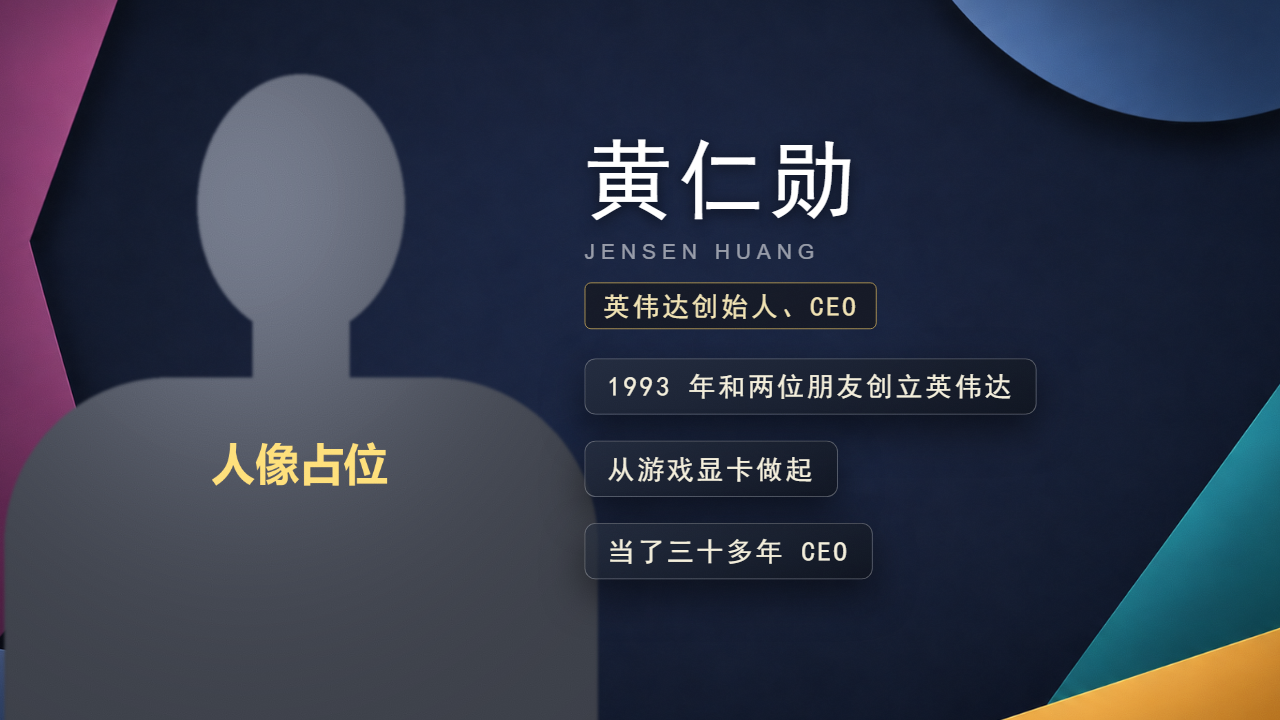 黄仁勋
JENSEN HUANG
英伟达创始人、CEO
1993 年和两位朋友创立英伟达
从游戏显卡做起
当了三十多年 CEO
人像占位